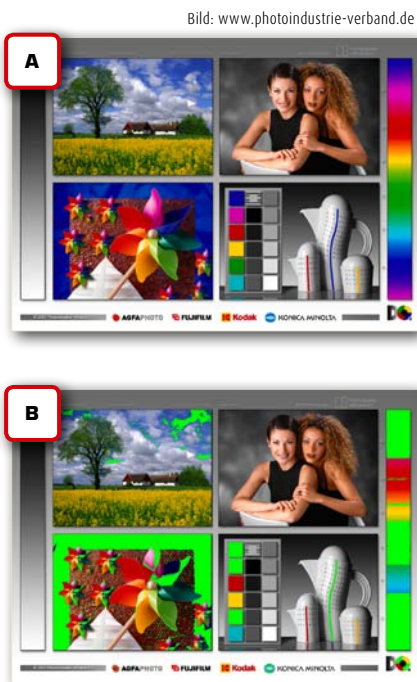 Bild: www.photoindustrie-verband.de
A
AGFAPHOTO FUJIFILM Kodak KONICA MINOLTA
B
AGFAPHOTO FUJIFILM Kodak KONICA MINOLTA